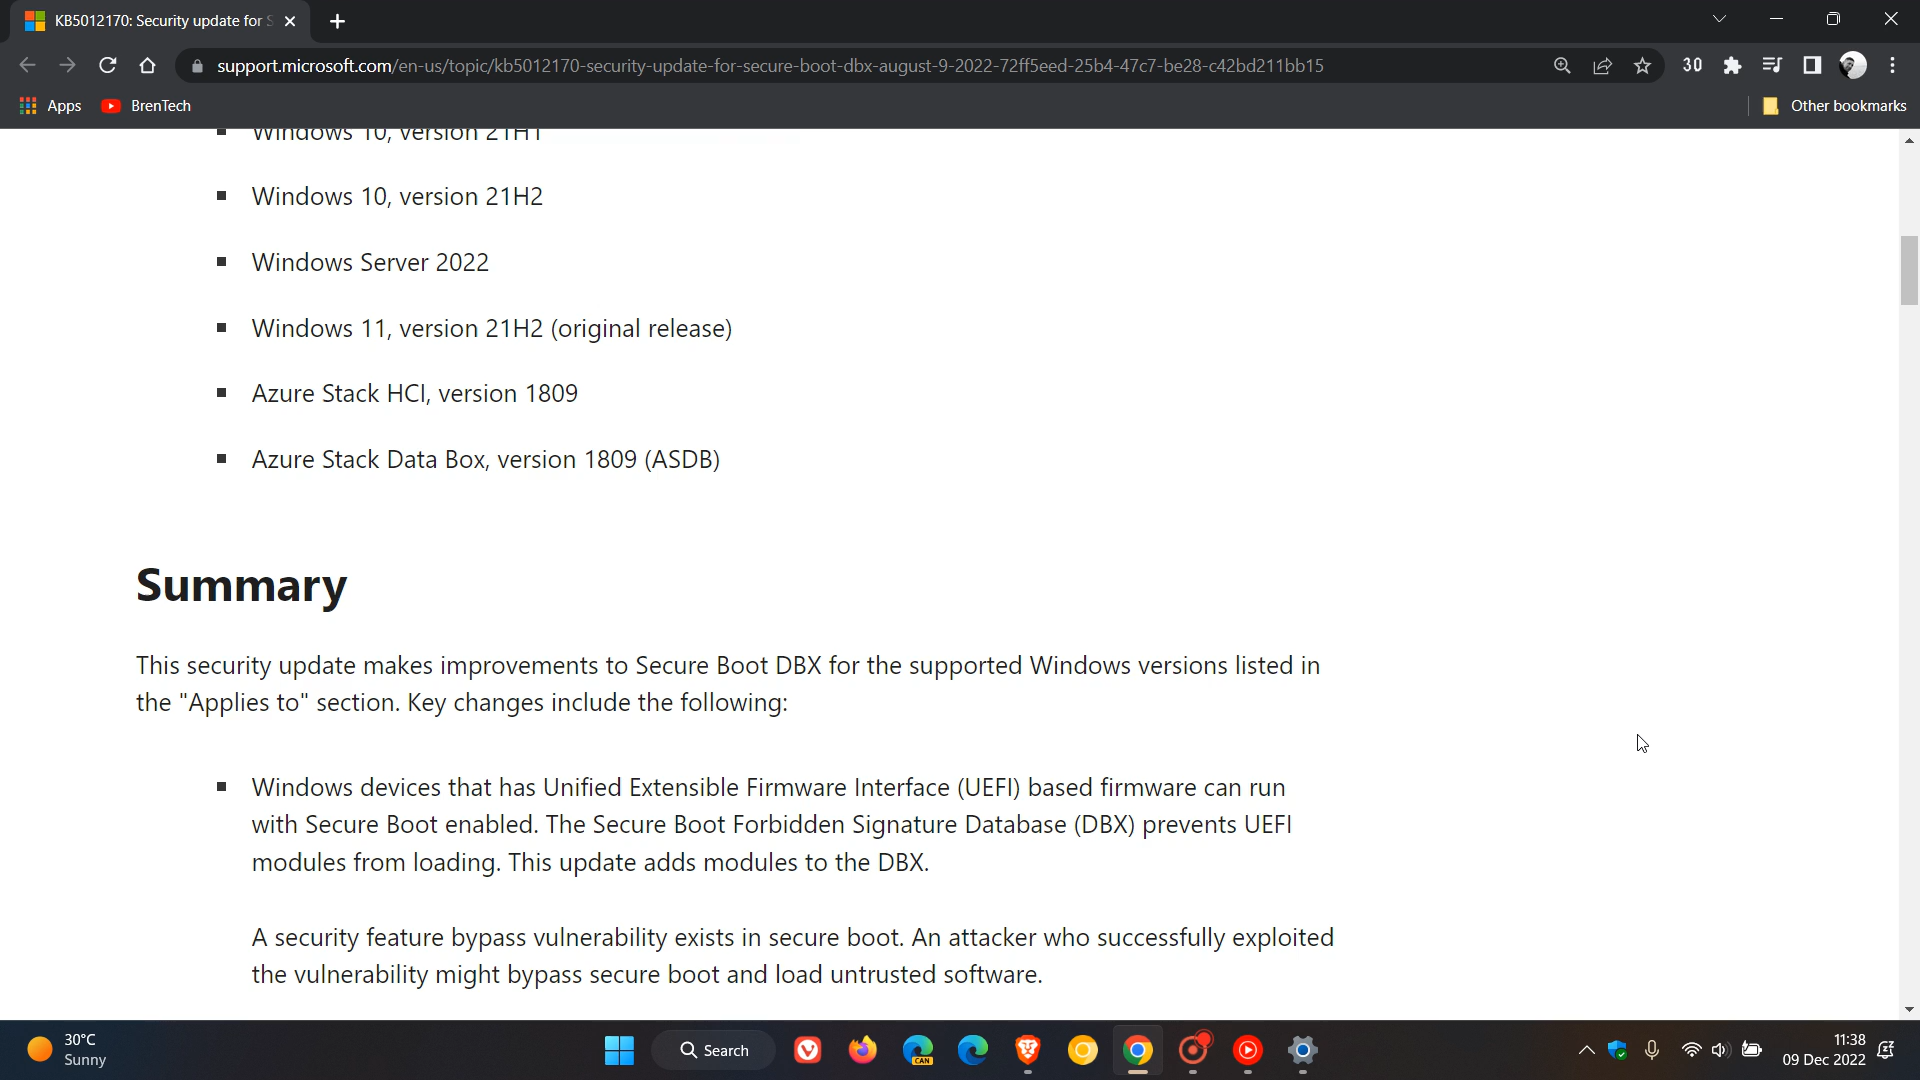 KB5012170: Security update for S
support.microsoft.com/en-us/topic/kb5012170-security-update-for-secure-boot-dbx-august-9-2022-72ff5eed-25b4-47c7-be28-c42bd211bb15
30
Apps
BrenTech
Other bookmarks
Windows 10, version 21H1
Windows 10, version 21H2
Windows Server 2022
Windows 11, version 21H2 (original release)
Azure Stack HCI, version 1809
Azure Stack Data Box, version 1809 (ASDB)
Summary
This security update makes improvements to Secure Boot DBX for the supported Windows versions listed in
the "Applies to" section. Key changes include the following:
Windows devices that has Unified Extensible Firmware Interface (UEFI) based firmware can run
with Secure Boot enabled. The Secure Boot Forbidden Signature Database (DBX) prevents UEFI
modules from loading. This update adds modules to the DBX.
A security feature bypass vulnerability exists in secure boot. An attacker who successfully exploited
the vulnerability might bypass secure boot and load untrusted software.
30°C
Sunny
Search
CAN
11:38
09 Dec 2022